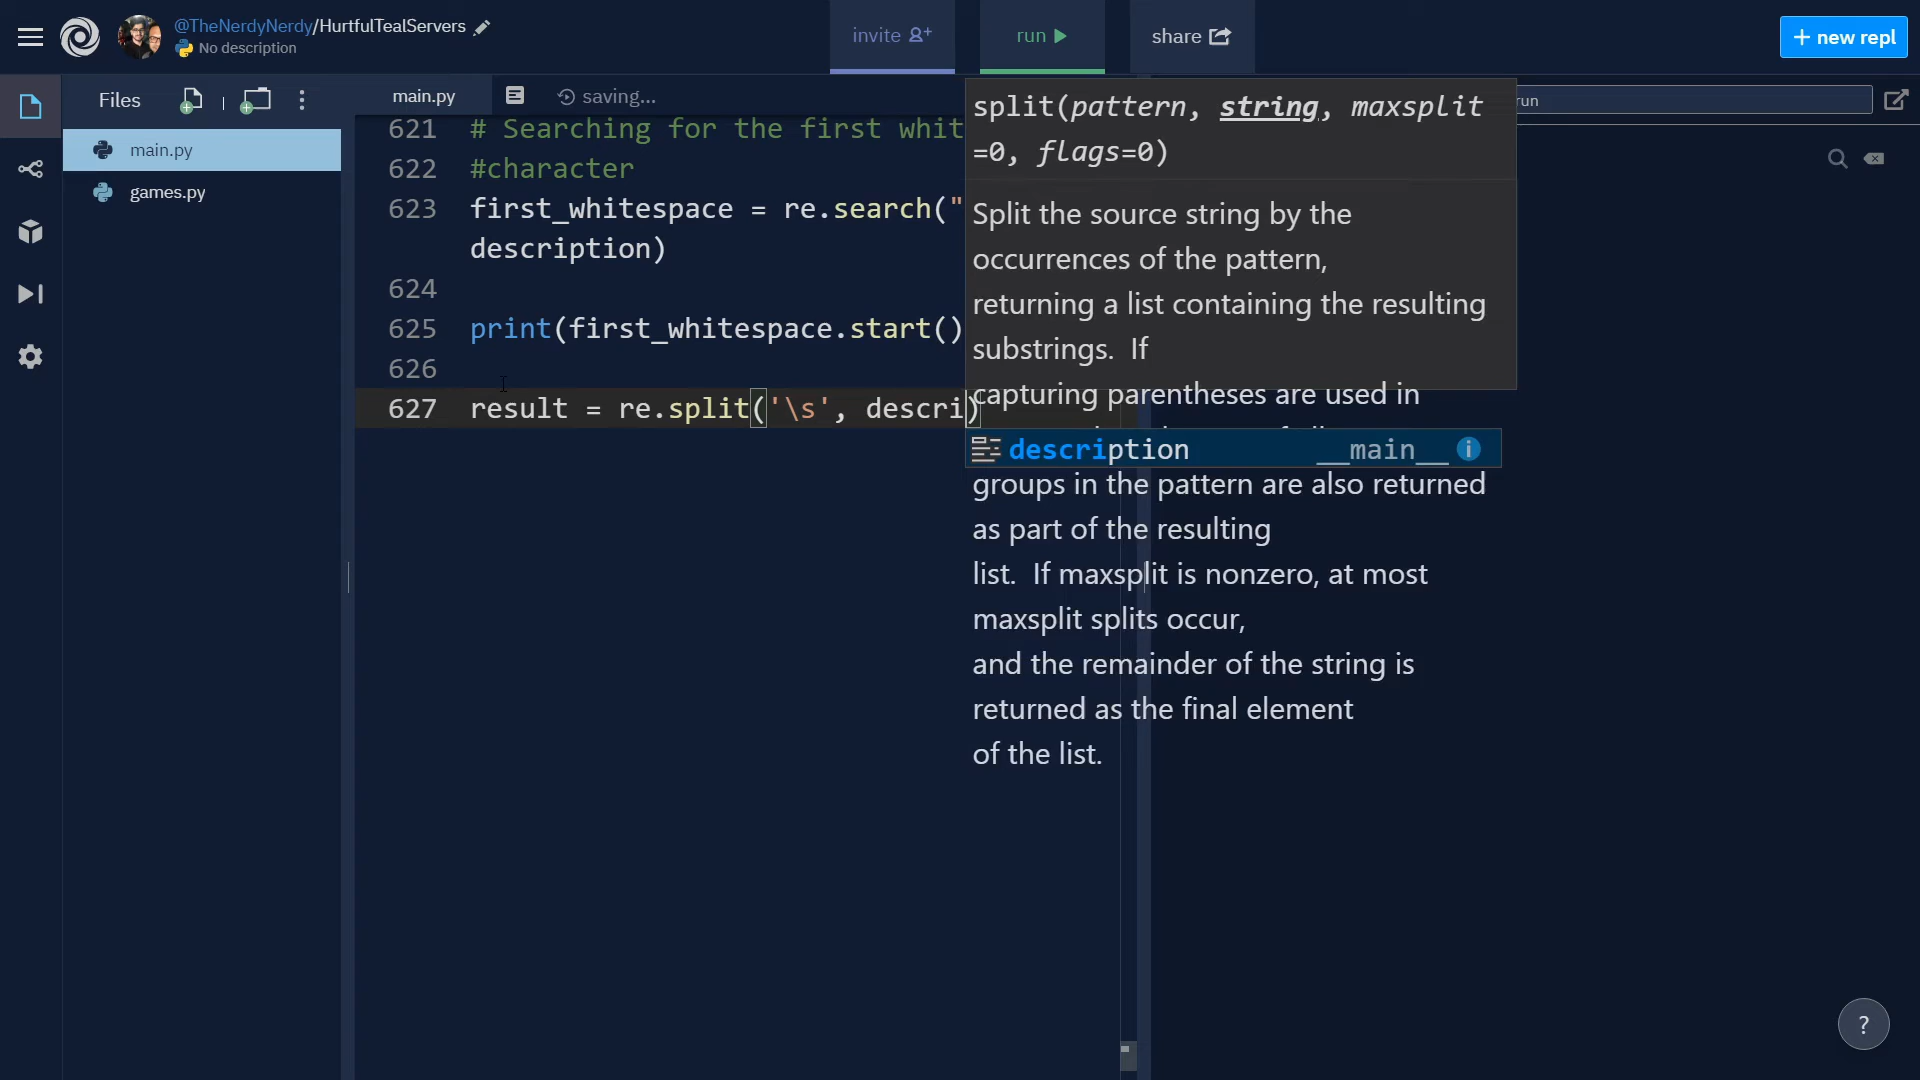 @TheNerdyNerdy/HurtfulTealServers
No description
invite
run
share
+ new repl
Files
main.py
saving...
main.py
games.py
621 # Searching for the first whit
622 #character
623 first_whitespace = re.search("
description)
624
625 print(first_whitespace.start()
626
627 result = re.split('\s', descri)
split(pattern, string, maxsplit
=0, flags=0)
Split the source string by the
occurrences of the pattern,
returning a list containing the resulting
substrings. If
capturing parentheses are used in
description __main__
groups in the pattern are also returned
as part of the resulting
list. If maxsplit is nonzero, at most
maxsplit splits occur,
and the remainder of the string is
returned as the final element
of the list.
run
?